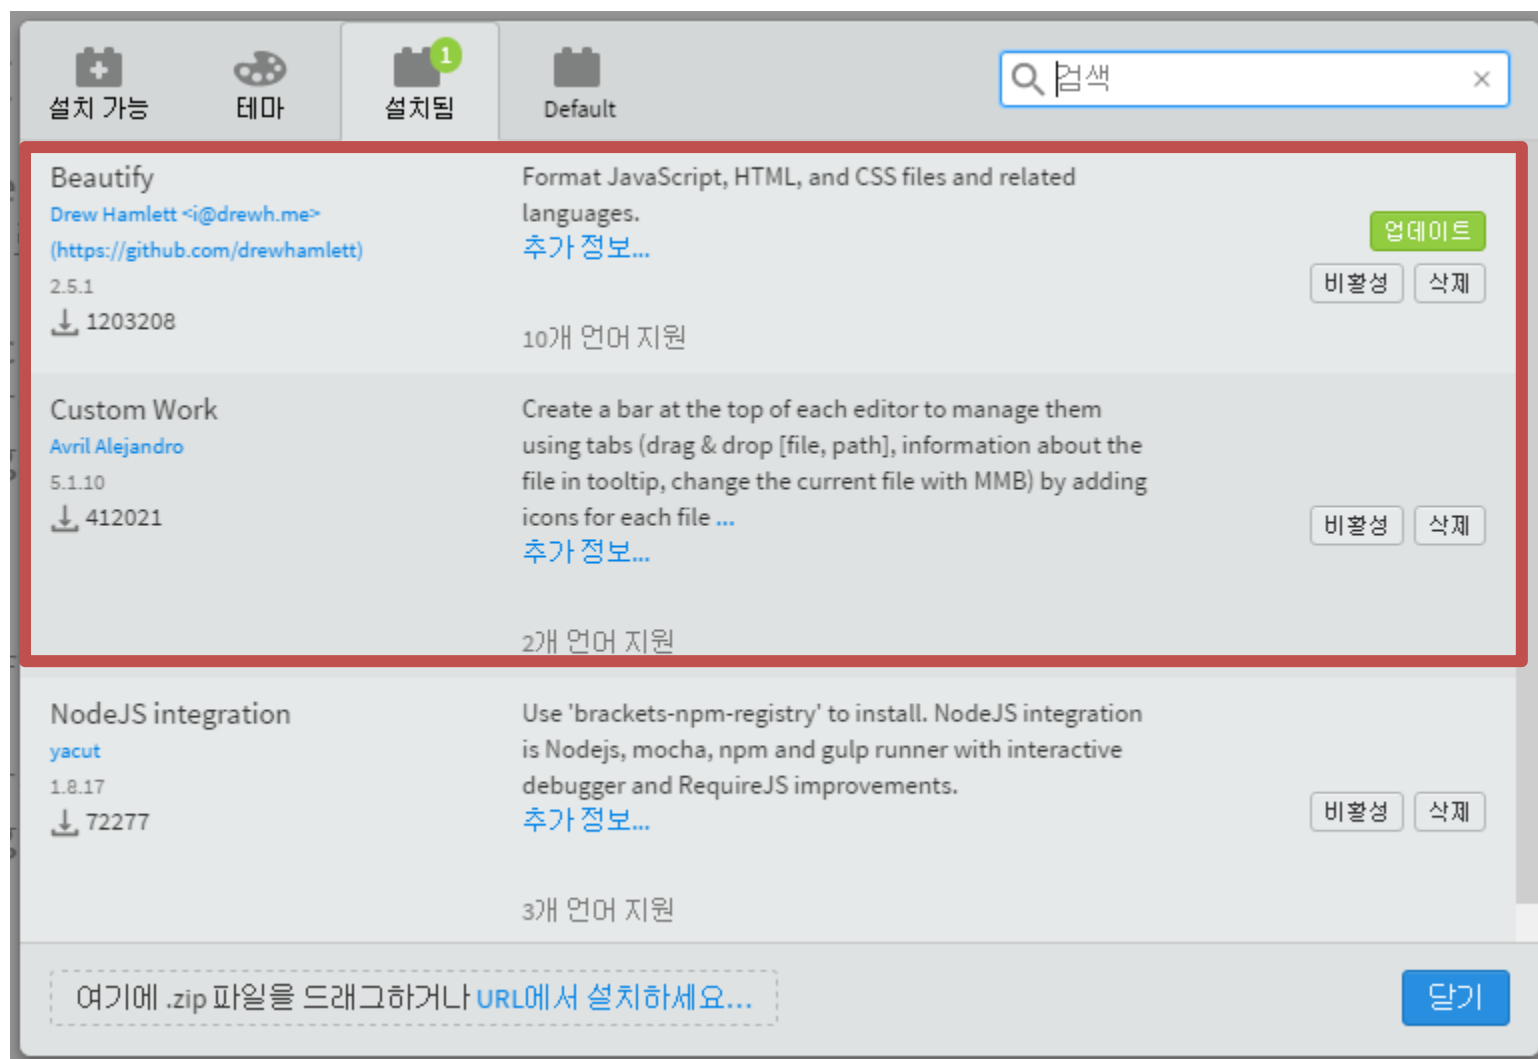 설치 가능
테마
설치됨
1
Default
검색
Beautify
Drew Hamlett <i@drewh.me>
(https://github.com/drewhamlett)
2.5.1
1203208
Format JavaScript, HTML, and CSS files and related
languages.
추가 정보...
10개 언어 지원
업데이트
비활성
삭제
Custom Work
Avril Alejandro
5.1.10
412021
Create a bar at the top of each editor to manage them
using tabs (drag & drop [file, path], information about the
file in tooltip, change the current file with MMB) by adding
icons for each file ...
추가 정보...
2개 언어 지원
비활성
삭제
NodeJS integration
yacut
1.8.17
72277
Use 'brackets-npm-registry' to install. NodeJS integration
is Nodejs, mocha, npm and gulp runner with interactive
debugger and RequireJS improvements.
추가 정보...
3개 언어 지원
비활성
삭제
여기에 .zip 파일을 드래그하거나 URL에서 설치하세요...
닫기